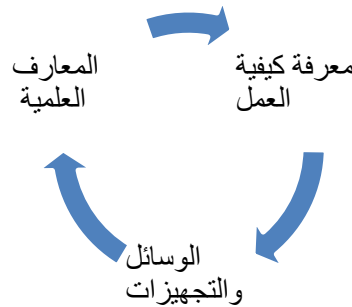 معرفة كيفية
العمل
الوسائل
والتجهيزات
المعارف
العلمية